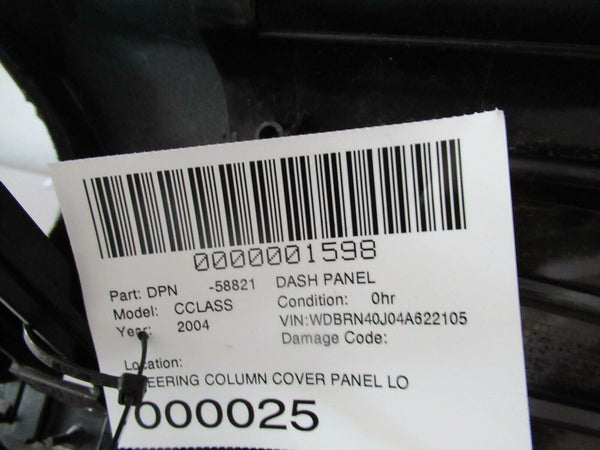 0000001598
Part: DPN -58821 DASH PANEL
Model: CCLASS Condition: 0hr
Year: 2004 VIN:WDBRN40J04A622105
Damage Code:
Location:
EERING COLUMN COVER PANEL LO
000025